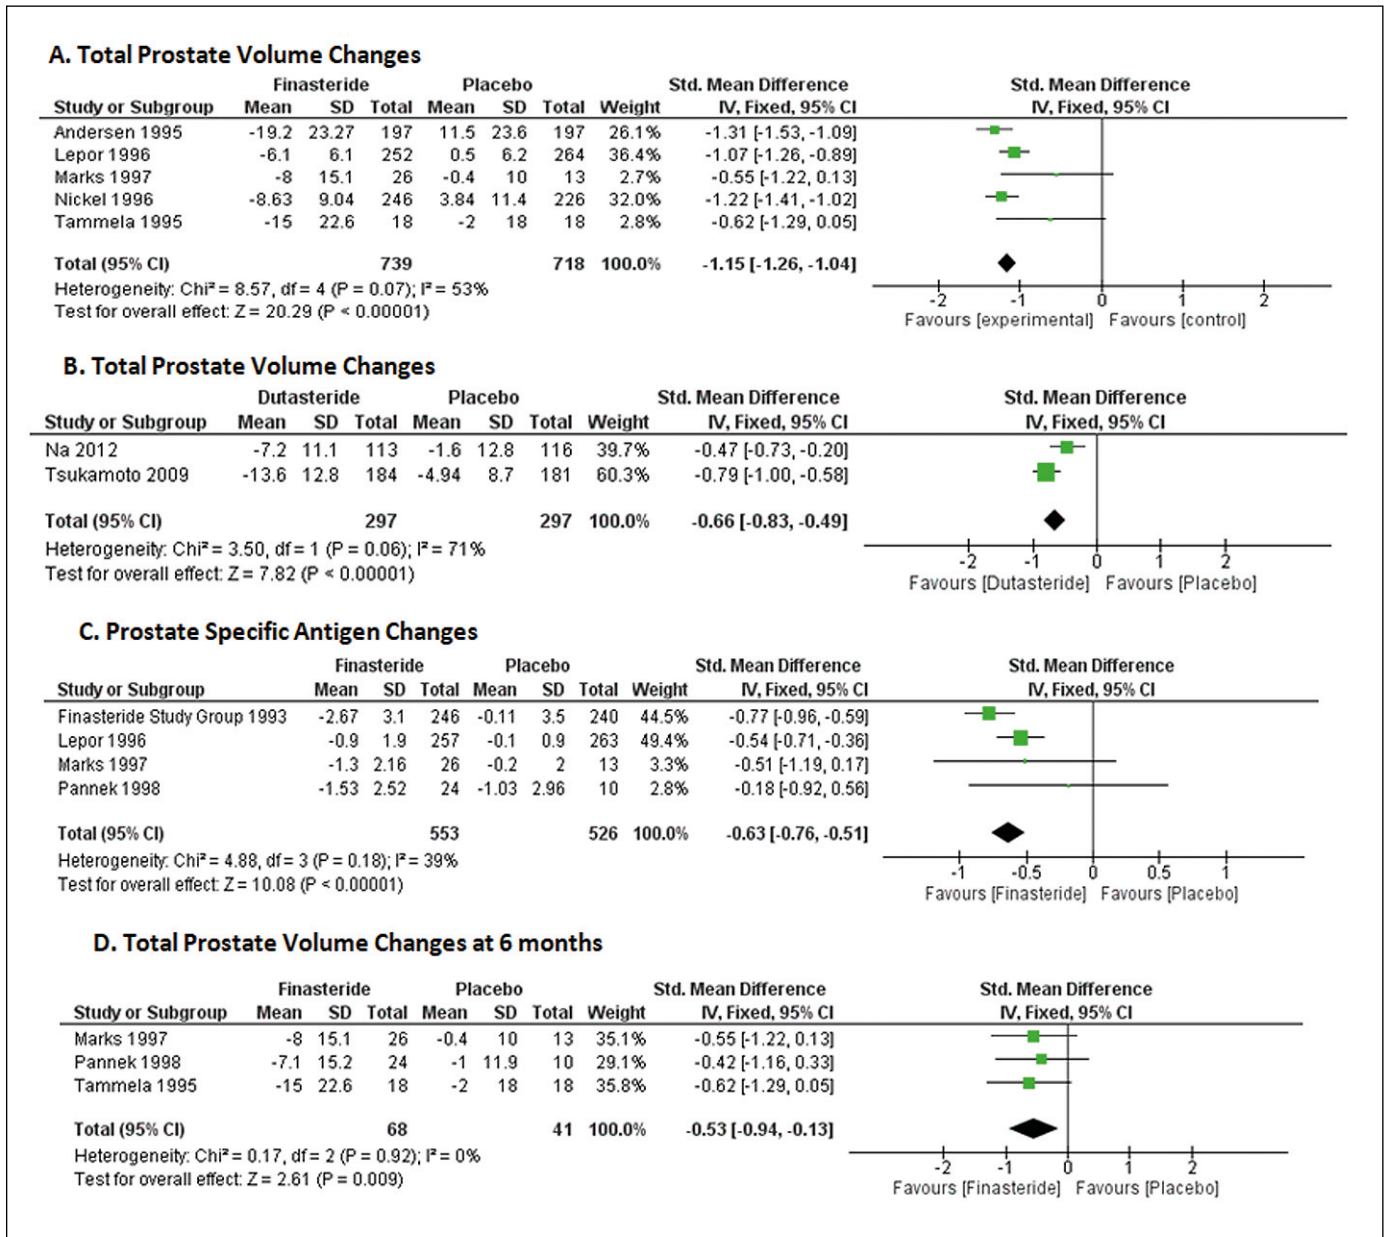 A. Total Prostate Volume Changes
Finasteride Placebo Std. Mean Difference Std. Mean Difference
Study or Subgroup Mean SD Total Mean SD Total Weight IV, Fixed, 95% CI IV, Fixed, 95% CI
Andersen 1995 -19.2 23.27 197 11.5 23.6 197 26.1% -1.31 [-1.53, -1.09]
Lepor 1996 -6.1 6.1 252 0.5 6.2 264 36.4% -1.07 [-1.26, -0.89]
Marks 1997 -8 15.1 26 -0.4 10 13 2.7% -0.55 [-1.22, 0.13]
Nickel 1996 -8.63 9.04 246 3.84 11.4 226 32.0% -1.22 [-1.41, -1.02]
Tammela 1995 -15 22.6 18 -2 18 18 2.8% -0.62 [-1.29, 0.05]
Total (95% CI) 739 718 100.0% -1.15 [-1.26, -1.04]
Heterogeneity: Chi² = 8.57, df = 4 (P = 0.07); I² = 53%
Test for overall effect: Z = 20.29 (P < 0.00001)
-2 -1 0 1 2
Favours [experimental] Favours [control]
B. Total Prostate Volume Changes
Dutasteride Placebo Std. Mean Difference Std. Mean Difference
Study or Subgroup Mean SD Total Mean SD Total Weight IV, Fixed, 95% CI IV, Fixed, 95% CI
Na 2012 -7.2 11.1 113 -1.6 12.8 116 39.7% -0.47 [-0.73, -0.20]
Tsukamoto 2009 -13.6 12.8 184 -4.94 8.7 181 60.3% -0.79 [-1.00, -0.58]
Total (95% CI) 297 297 100.0% -0.66 [-0.83, -0.49]
Heterogeneity: Chi² = 3.50, df = 1 (P = 0.06); I² = 71%
Test for overall effect: Z = 7.82 (P < 0.00001)
-2 -1 0 1 2
Favours [Dutasteride] Favours [Placebo]
C. Prostate Specific Antigen Changes
Finasteride Placebo Std. Mean Difference Std. Mean Difference
Study or Subgroup Mean SD Total Mean SD Total Weight IV, Fixed, 95% CI IV, Fixed, 95% CI
Finasteride Study Group 1993 -2.67 3.1 246 -0.11 3.5 240 44.5% -0.77 [-0.96, -0.59]
Lepor 1996 -0.9 1.9 257 -0.1 0.9 263 49.4% -0.54 [-0.71, -0.36]
Marks 1997 -1.3 2.16 26 -0.2 2 13 3.3% -0.51 [-1.19, 0.17]
Pannek 1998 -1.53 2.52 24 -1.03 2.96 10 2.8% -0.18 [-0.92, 0.56]
Total (95% CI) 553 526 100.0% -0.63 [-0.76, -0.51]
Heterogeneity: Chi² = 4.88, df = 3 (P = 0.18); I² = 39%
Test for overall effect: Z = 10.08 (P < 0.00001)
-1 -0.5 0 0.5 1
Favours [Finasteride] Favours [Placebo]
D. Total Prostate Volume Changes at 6 months
Finasteride Placebo Std. Mean Difference Std. Mean Difference
Study or Subgroup Mean SD Total Mean SD Total Weight IV, Fixed, 95% CI IV, Fixed, 95% CI
Marks 1997 -8 15.1 26 -0.4 10 13 35.1% -0.55 [-1.22, 0.13]
Pannek 1998 -7.1 15.2 24 -1 11.9 10 29.1% -0.42 [-1.16, 0.33]
Tammela 1995 -15 22.6 18 -2 18 18 35.8% -0.62 [-1.29, 0.05]
Total (95% CI) 68 41 100.0% -0.53 [-0.94, -0.13]
Heterogeneity: Chi² = 0.17, df = 2 (P = 0.92); I² = 0%
Test for overall effect: Z = 2.61 (P = 0.009)
-2 -1 0 1 2
Favours [Finasteride] Favours [Placebo]